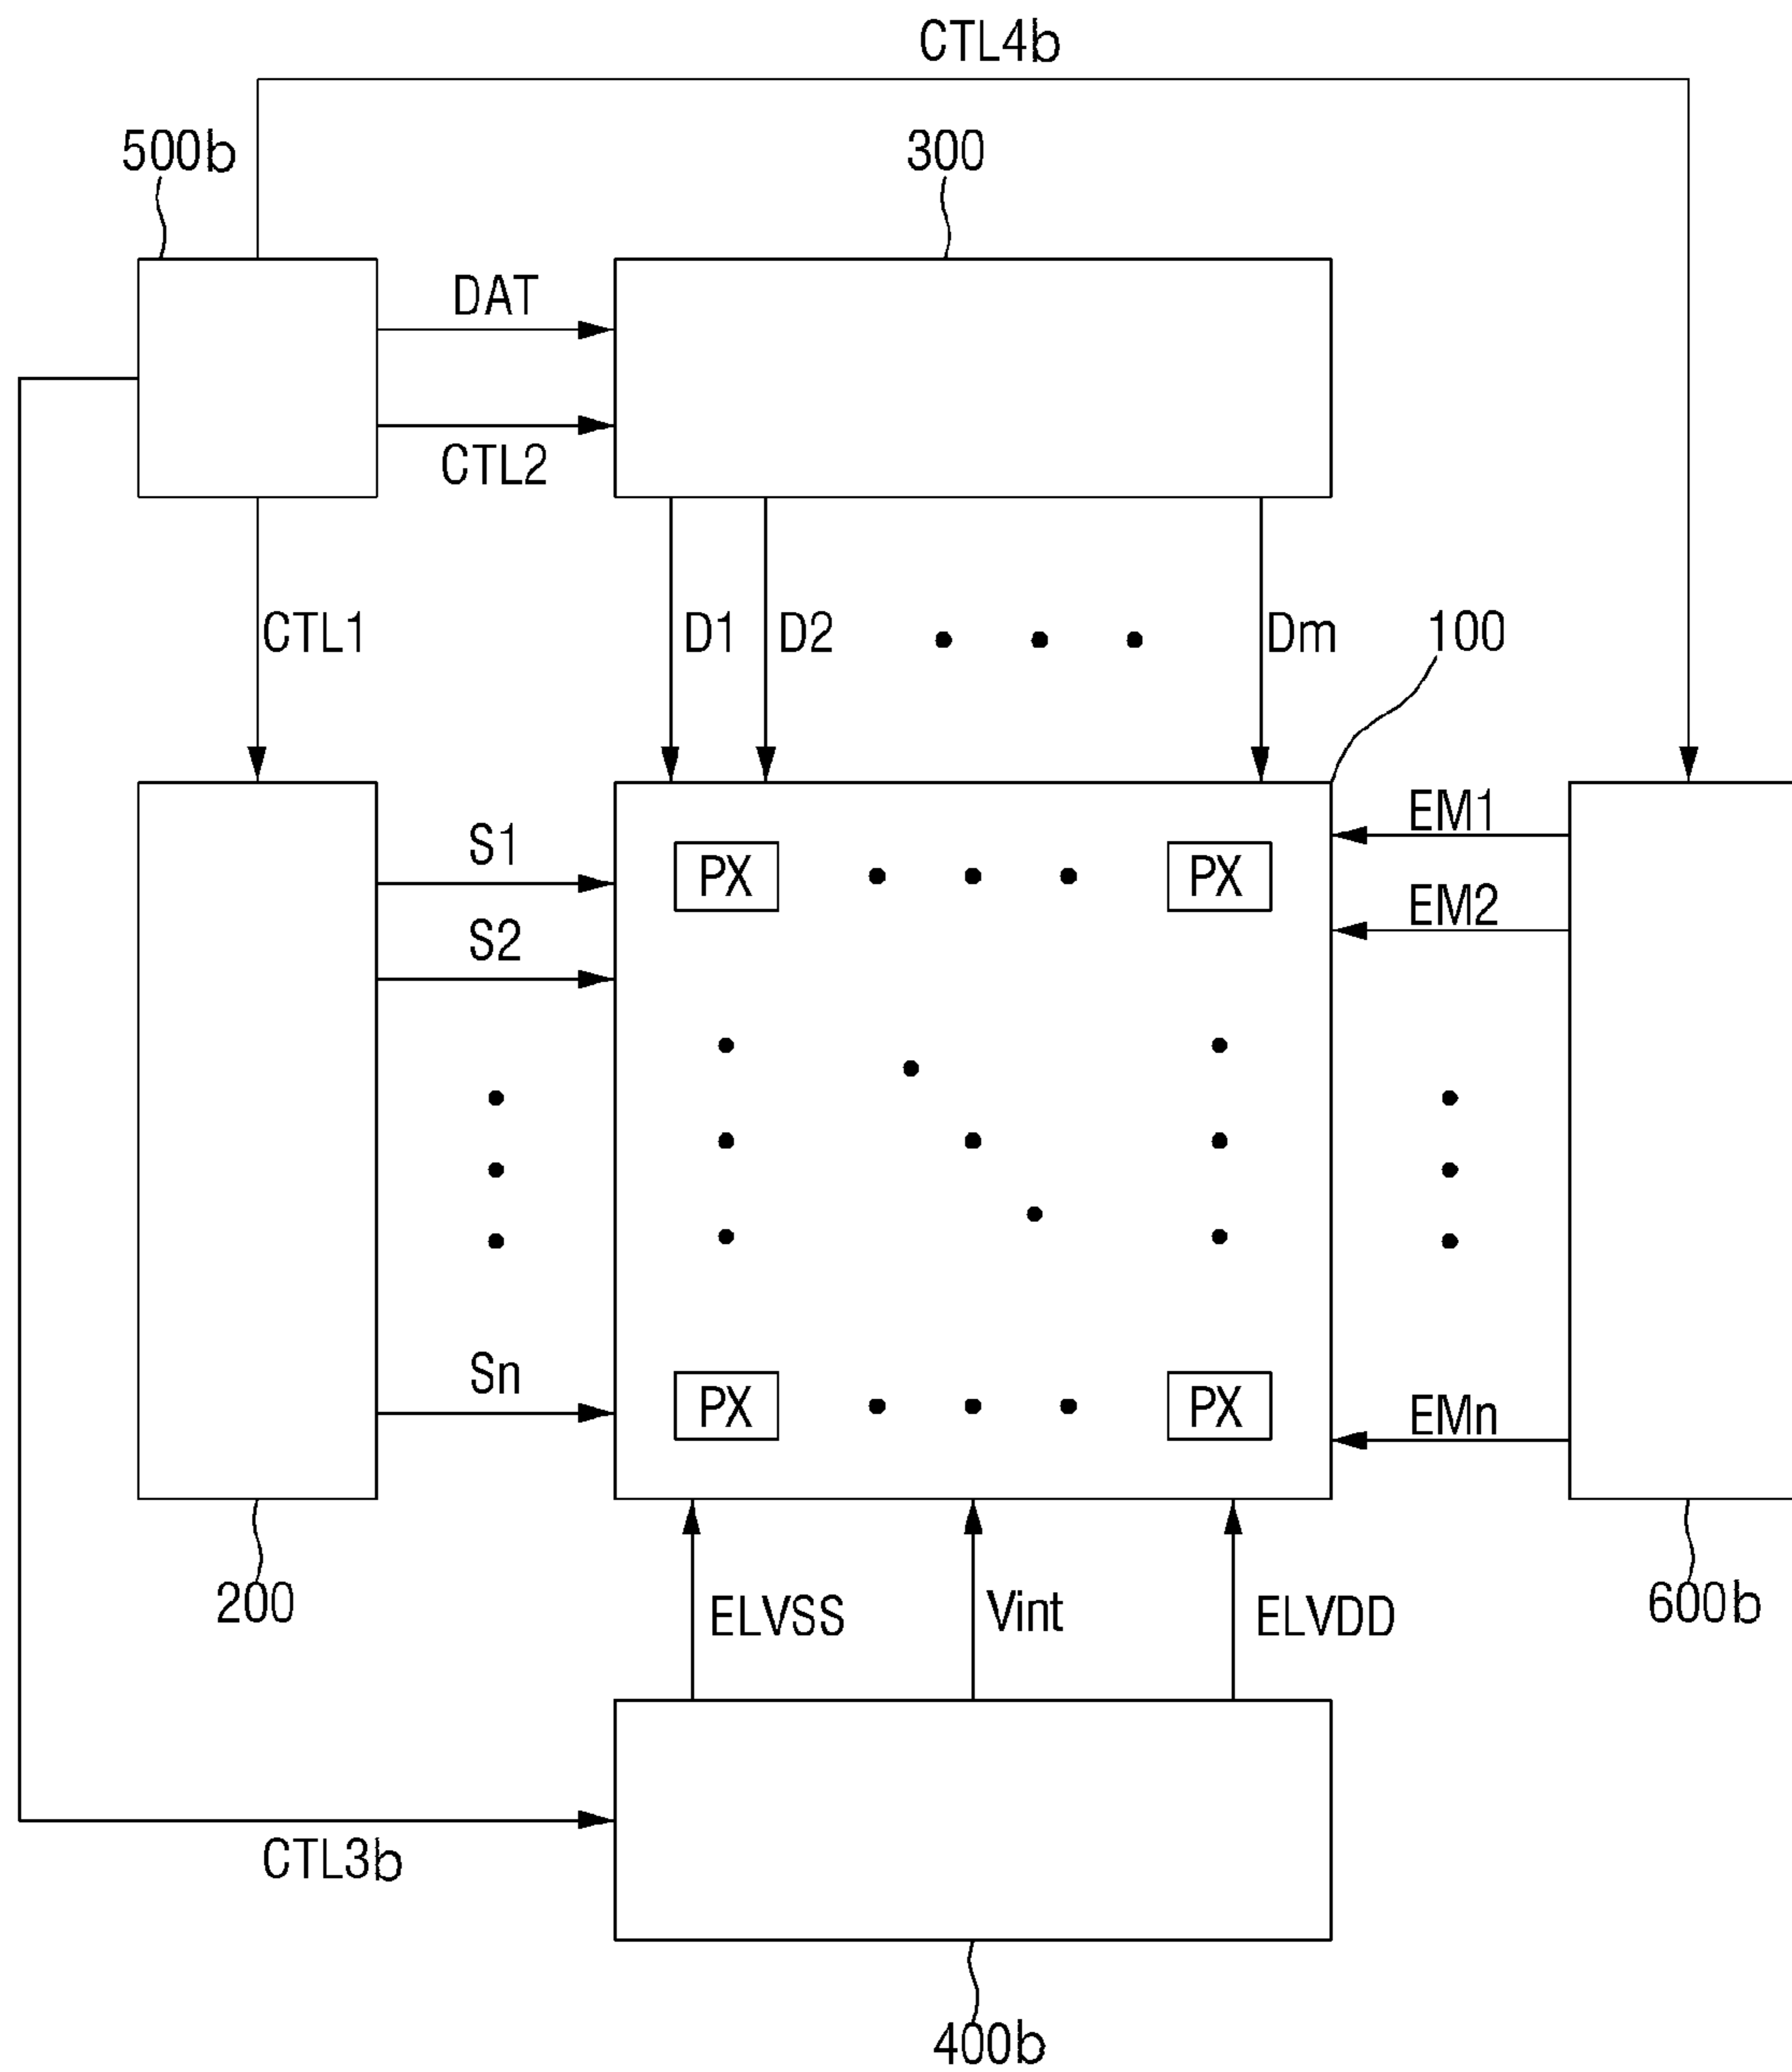 CTL4b
500b
300
DAT
CTL2
CTL1
D1
D2
Dm
100
S1
PX
PX
EM1
S2
EM2
Sn
PX
PX
EMn
200
ELVSS
Vint
ELVDD
600b
CTL3b
400b